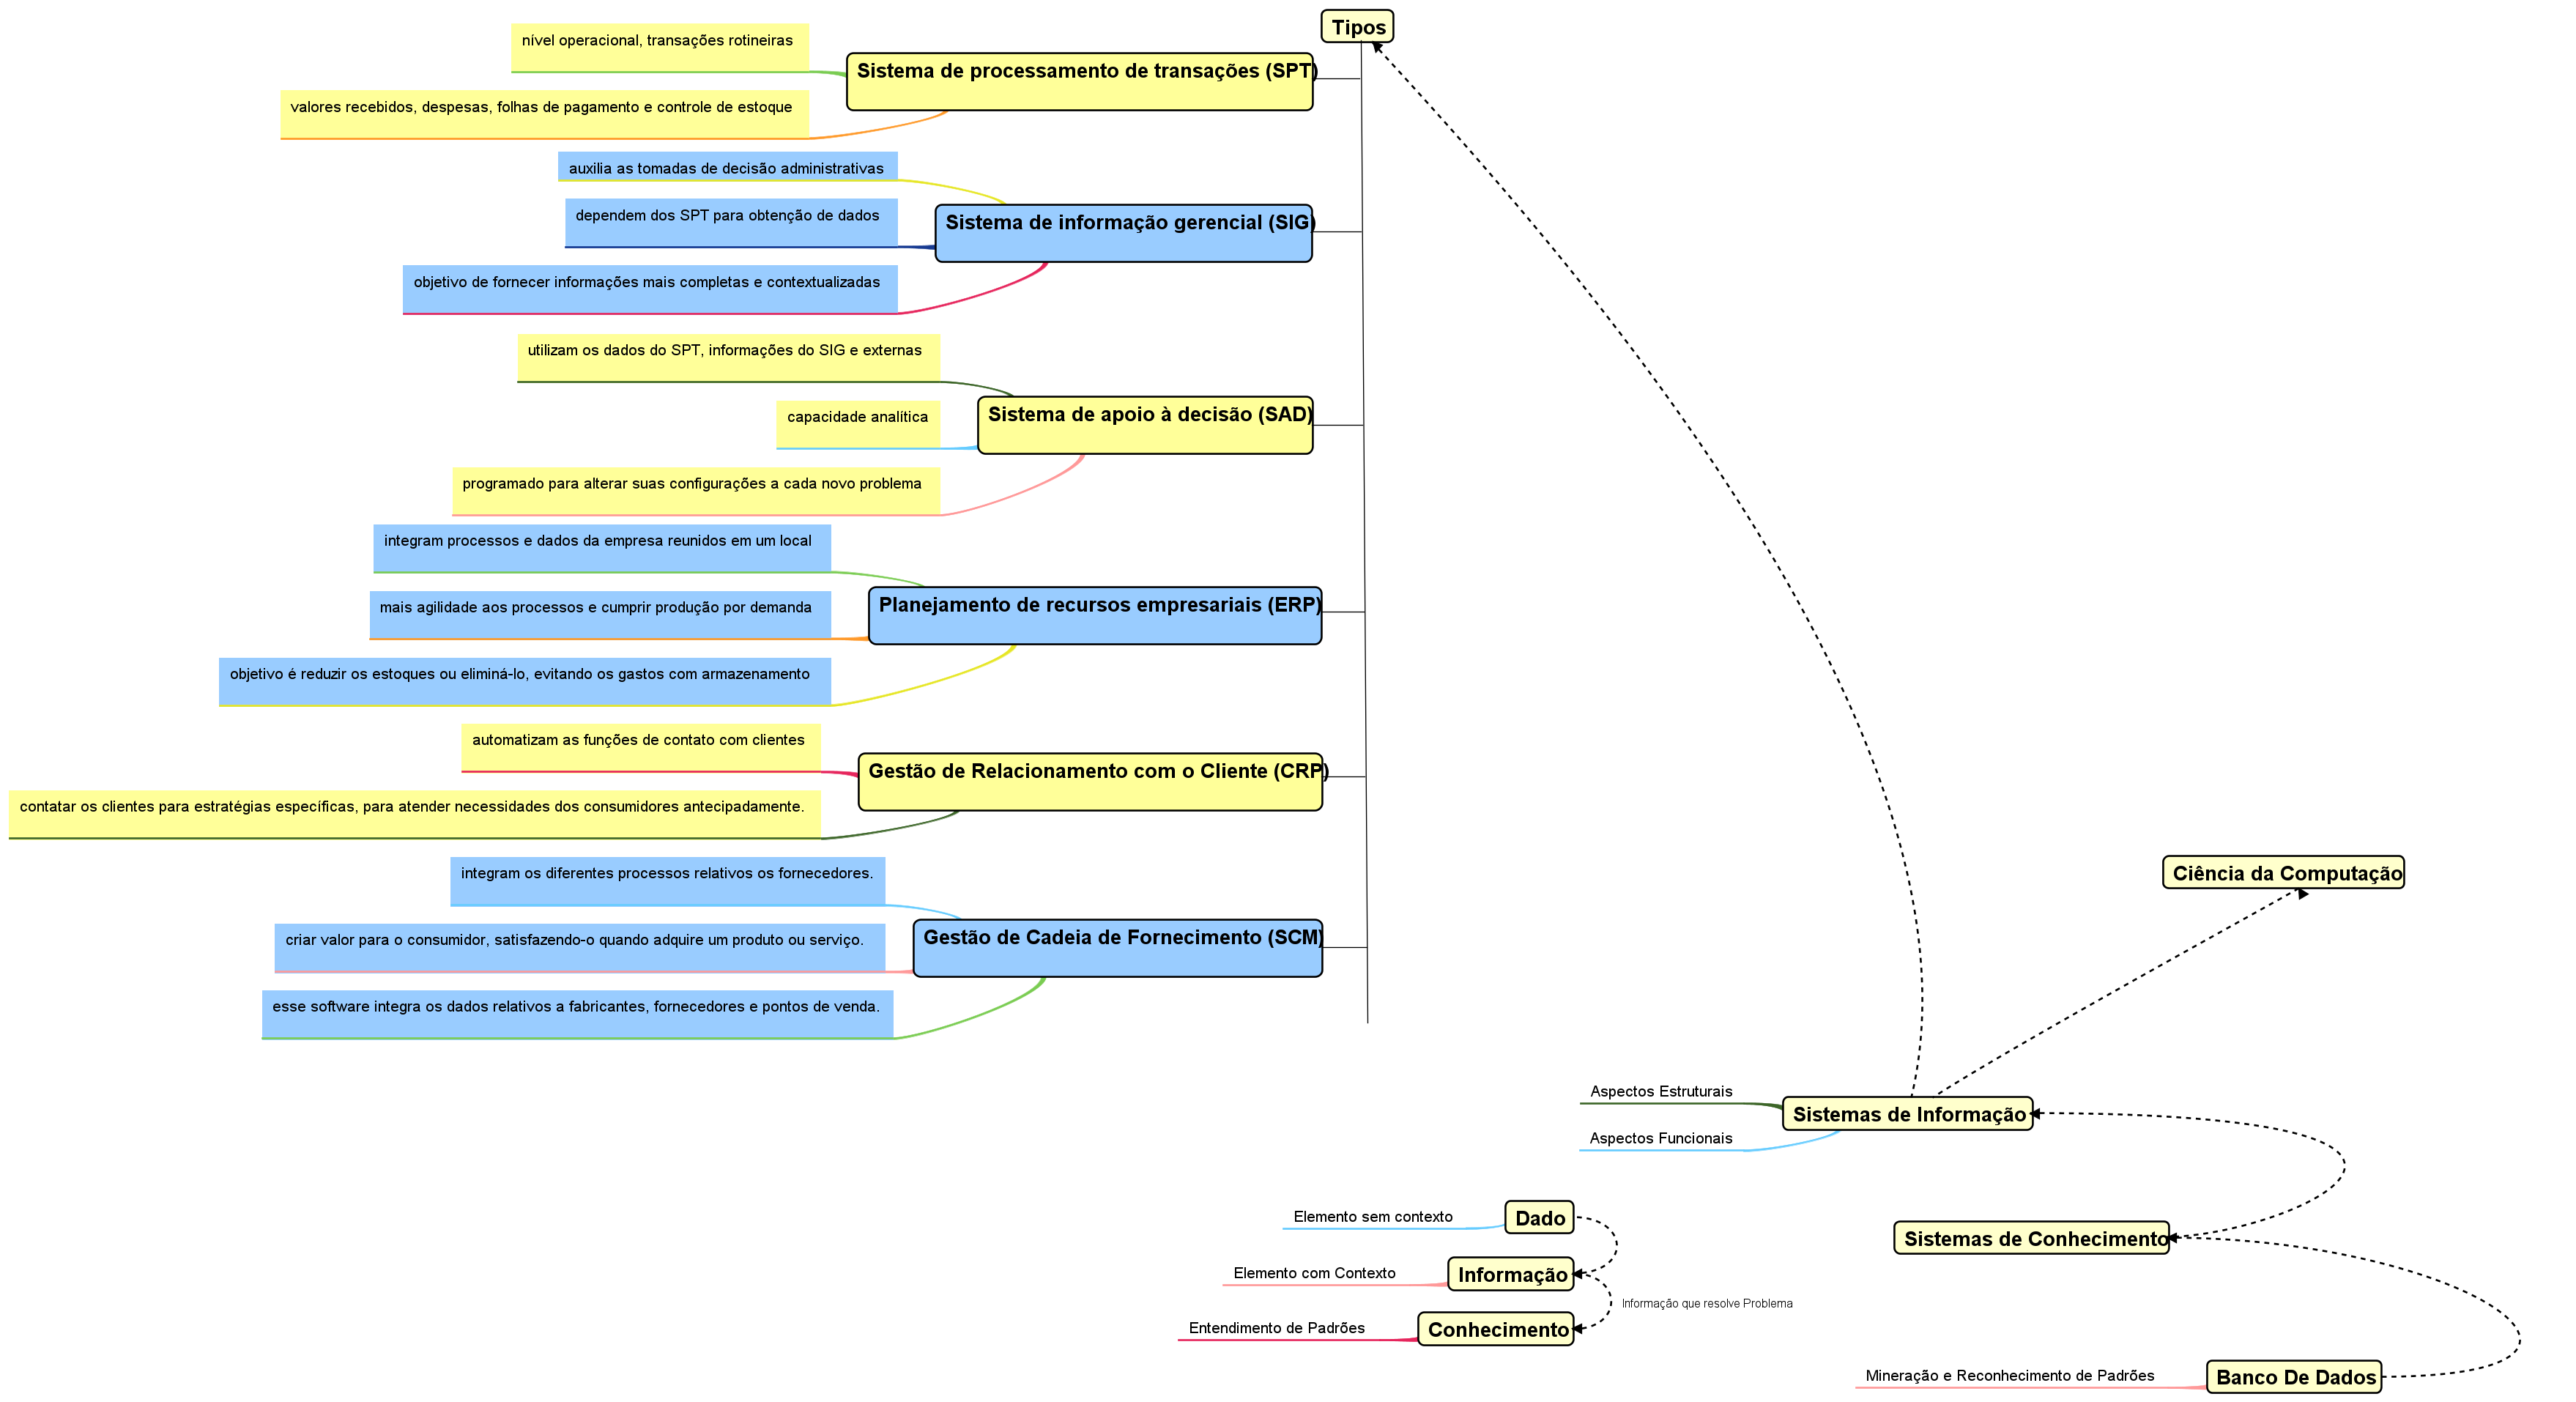 Tipos
Sistema de processamento de transações (SPT)
nível operacional, transações rotineiras
valores recebidos, despesas, folhas de pagamento e controle de estoque
Sistema de informação gerencial (SIG)
auxilia as tomadas de decisão administrativas
dependem dos SPT para obtenção de dados
objetivo de fornecer informações mais completas e contextualizadas
Sistema de apoio à decisão (SAD)
utilizam os dados do SPT, informações do SIG e externas
capacidade analítica
programado para alterar suas configurações a cada novo problema
Planejamento de recursos empresariais (ERP)
integram processos e dados da empresa reunidos em um local
mais agilidade aos processos e cumprir produção por demanda
objetivo é reduzir os estoques ou eliminá-lo, evitando os gastos com armazenamento
Gestão de Relacionamento com o Cliente (CRP)
automatizam as funções de contato com clientes
contatar os clientes para estratégias específicas, para atender necessidades dos consumidores antecipadamente.
Gestão de Cadeia de Fornecimento (SCM)
integram os diferentes processos relativos os fornecedores.
criar valor para o consumidor, satisfazendo-o quando adquire um produto ou serviço.
esse software integra os dados relativos a fabricantes, fornecedores e pontos de venda.
Ciência da Computação
Sistemas de Informação
Aspectos Estruturais
Aspectos Funcionais
Dado
Elemento sem contexto
Informação
Elemento com Contexto
Informação que resolve Problema
Conhecimento
Entendimento de Padrões
Sistemas de Conhecimento
Banco De Dados
Mineração e Reconhecimento de Padrões